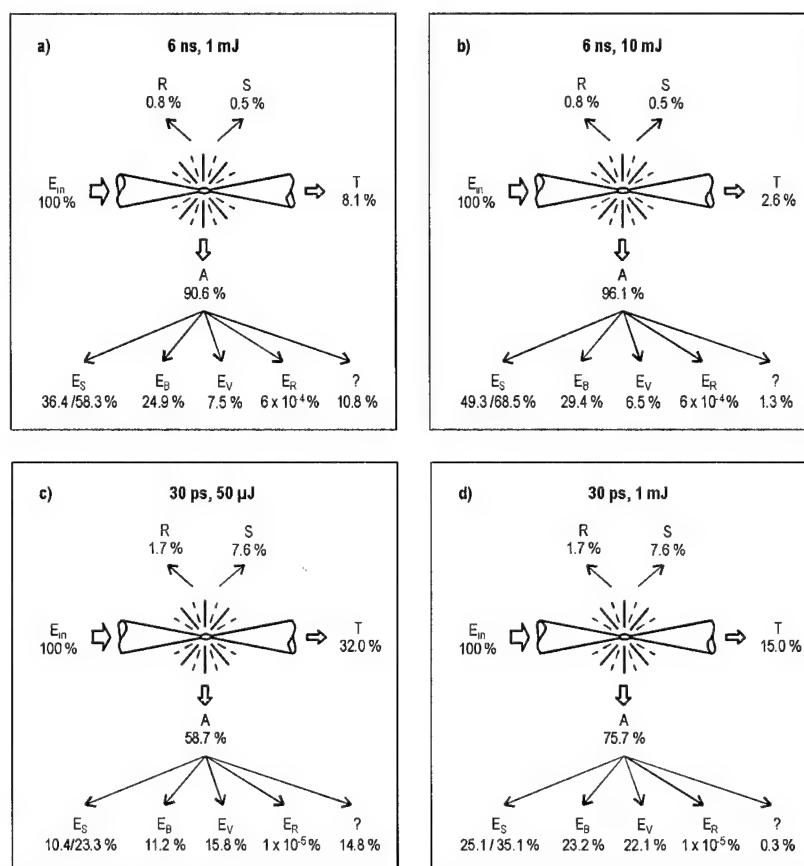 a) 6 ns, 1 mJ
R S
0.8 % 0.5 %
E_in T
100 % 8.1 %
A
90.6 %
E_S E_B E_V E_R ?
36.4 /58.3 % 24.9 % 7.5 % 6 x 10⁻⁴ % 10.8 %
b) 6 ns, 10 mJ
R S
0.8 % 0.5 %
E_in T
100 % 2.6 %
A
96.1 %
E_S E_B E_V E_R ?
49.3 /68.5 % 29.4 % 6.5 % 6 x 10⁻⁴ % 1.3 %
c) 30 ps, 50 µJ
R S
1.7 % 7.6 %
E_in T
100 % 32.0 %
A
58.7 %
E_S E_B E_V E_R ?
10.4/23.3 % 11.2 % 15.8 % 1 x 10⁻⁵ % 14.8 %
d) 30 ps, 1 mJ
R S
1.7 % 7.6 %
E_in T
100 % 15.0 %
A
75.7 %
E_S E_B E_V E_R ?
25.1 / 35.1 % 23.2 % 22.1 % 1 x 10⁻⁵ % 0.3 %